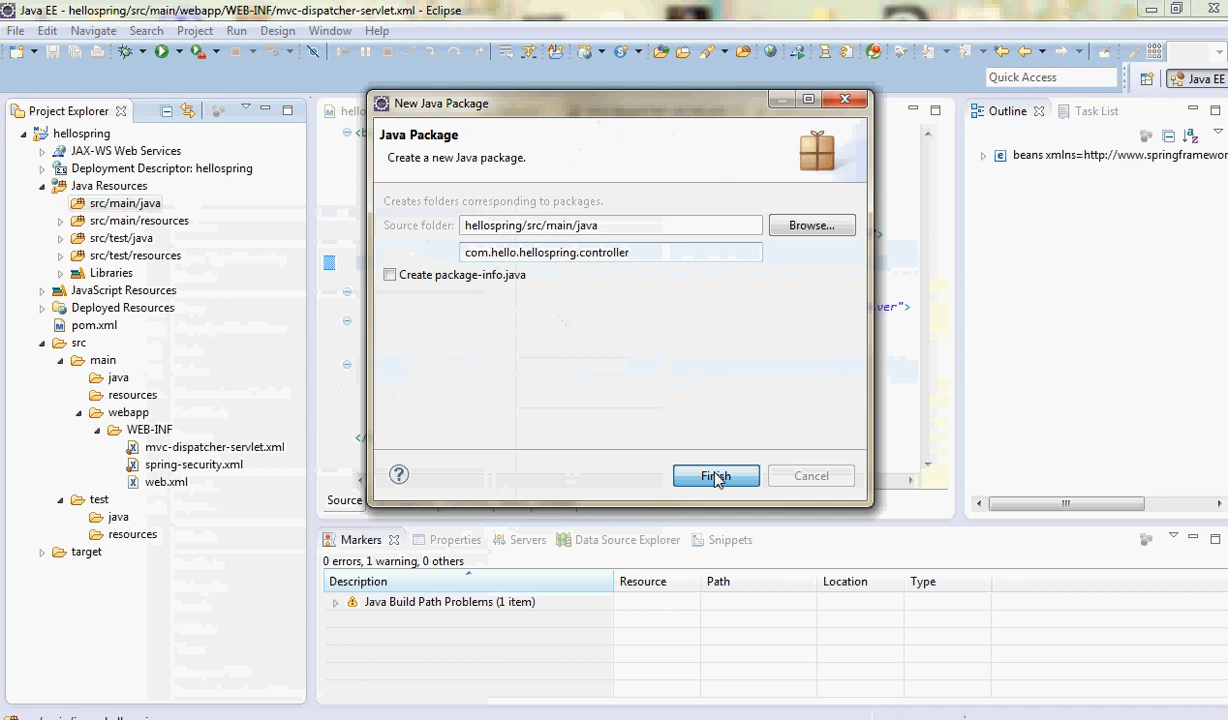 Java EE - hellospring/src/main/webapp/WEB-INF/mvc-dispatcher-servlet.xml - Eclipse
File Edit Navigate Search Project Run Design Window Help
Quick Access
Java EE
Project Explorer
hellospring
JAX-WS Web Services
Deployment Descriptor: hellospring
Java Resources
src/main/java
src/main/resources
src/test/java
src/test/resources
Libraries
JavaScript Resources
Deployed Resources
pom.xml
src
main
java
resources
webapp
WEB-INF
mvc-dispatcher-servlet.xml
spring-security.xml
web.xml
test
java
resources
target
hello
<b
">
ver">
</
Source
New Java Package
Java Package
Create a new Java package.
Creates folders corresponding to packages.
Source folder: hellospring/src/main/java Browse...
com.hello.hellospring.controller
Create package-info.java
Finish Cancel
Outline Task List
beans xmlns=http://www.springframewor
Markers Properties Servers Data Source Explorer Snippets
0 errors, 1 warning, 0 others
Description Resource Path Location Type
Java Build Path Problems (1 item)